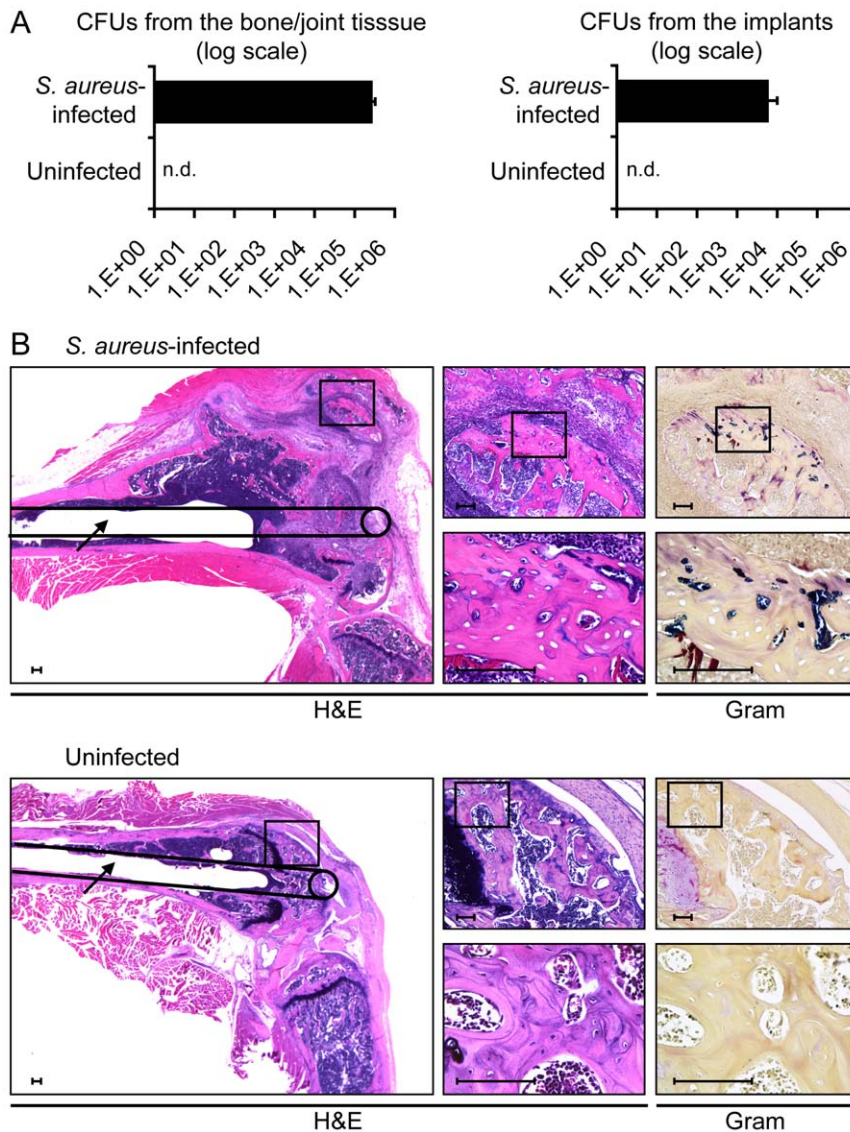 A
CFUs from the bone/joint tisssue
(log scale)
S. aureus-
infected
Uninfected
n.d.
1.E+00
1.E+01
1.E+02
1.E+03
1.E+04
1.E+05
1.E+06
CFUs from the implants
(log scale)
S. aureus-
infected
Uninfected
n.d.
1.E+00
1.E+01
1.E+02
1.E+03
1.E+04
1.E+05
1.E+06
B
S. aureus-infected
H&E
Gram
Uninfected
H&E
Gram